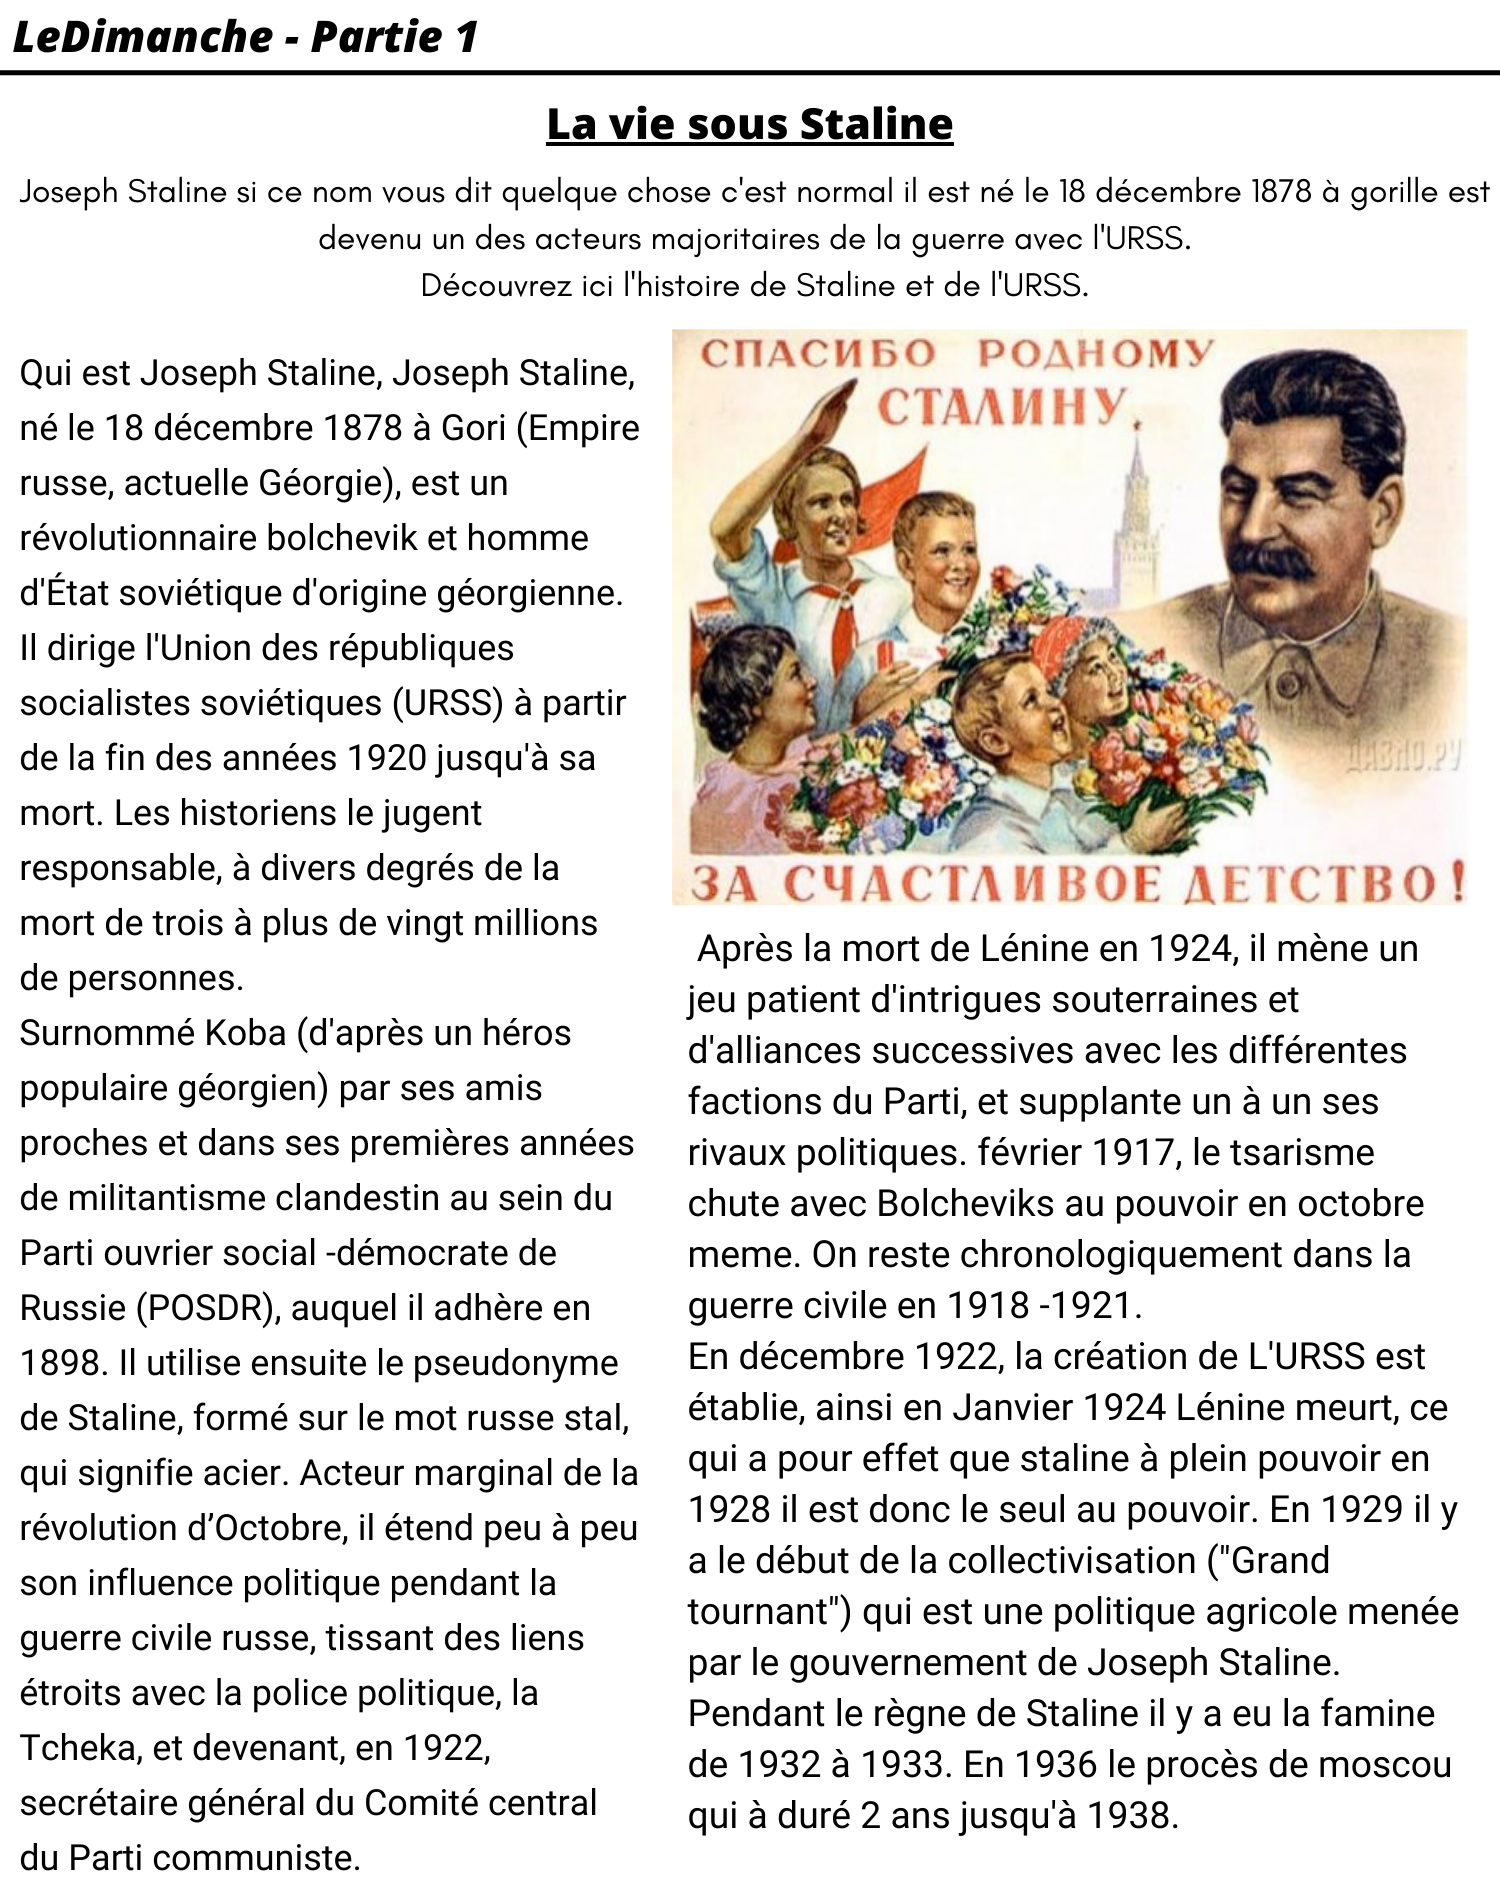 LeDimanche - Partie 1
La vie sous Staline
Joseph Staline si ce nom vous dit quelque chose c'est normal il est né le 18 décembre 1878 à gorille est
devenu un des acteurs majoritaires de la guerre avec l'URSS.
Découvrez ici l'histoire de Staline et de l'URSS.
Qui est Joseph Staline, Joseph Staline,
né le 18 décembre 1878 à Gori (Empire
russe, actuelle Géorgie), est un
révolutionnaire bolchevik et homme
d'État soviétique d'origine géorgienne.
Il dirige l'Union des républiques
socialistes soviétiques (URSS) à partir
de la fin des années 1920 jusqu'à sa
mort. Les historiens le jugent
responsable, à divers degrés de la
mort de trois à plus de vingt millions
de personnes.
Surnommé Koba (d'après un héros
populaire géorgien) par ses amis
proches et dans ses premières années
de militantisme clandestin au sein du
Parti ouvrier social -démocrate de
Russie (POSDR), auquel il adhère en
1898. Il utilise ensuite le pseudonyme
de Staline, formé sur le mot russe stal,
qui signifie acier. Acteur marginal de la
révolution d’Octobre, il étend peu à peu
son influence politique pendant la
guerre civile russe, tissant des liens
étroits avec la police politique, la
Tcheka, et devenant, en 1922,
secrétaire général du Comité central
du Parti communiste.
СПАСИБО РОДНОМУ
СТАЛИНУ
ДАВНО.РУ
ЗА СЧАСТЛИВОЕ ДЕТСТВО!
Après la mort de Lénine en 1924, il mène un
jeu patient d'intrigues souterraines et
d'alliances successives avec les différentes
factions du Parti, et supplante un à un ses
rivaux politiques. février 1917, le tsarisme
chute avec Bolcheviks au pouvoir en octobre
meme. On reste chronologiquement dans la
guerre civile en 1918 -1921.
En décembre 1922, la création de L'URSS est
établie, ainsi en Janvier 1924 Lénine meurt, ce
qui a pour effet que staline à plein pouvoir en
1928 il est donc le seul au pouvoir. En 1929 il y
a le début de la collectivisation ("Grand
tournant") qui est une politique agricole menée
par le gouvernement de Joseph Staline.
Pendant le règne de Staline il y a eu la famine
de 1932 à 1933. En 1936 le procès de moscou
qui à duré 2 ans jusqu'à 1938.